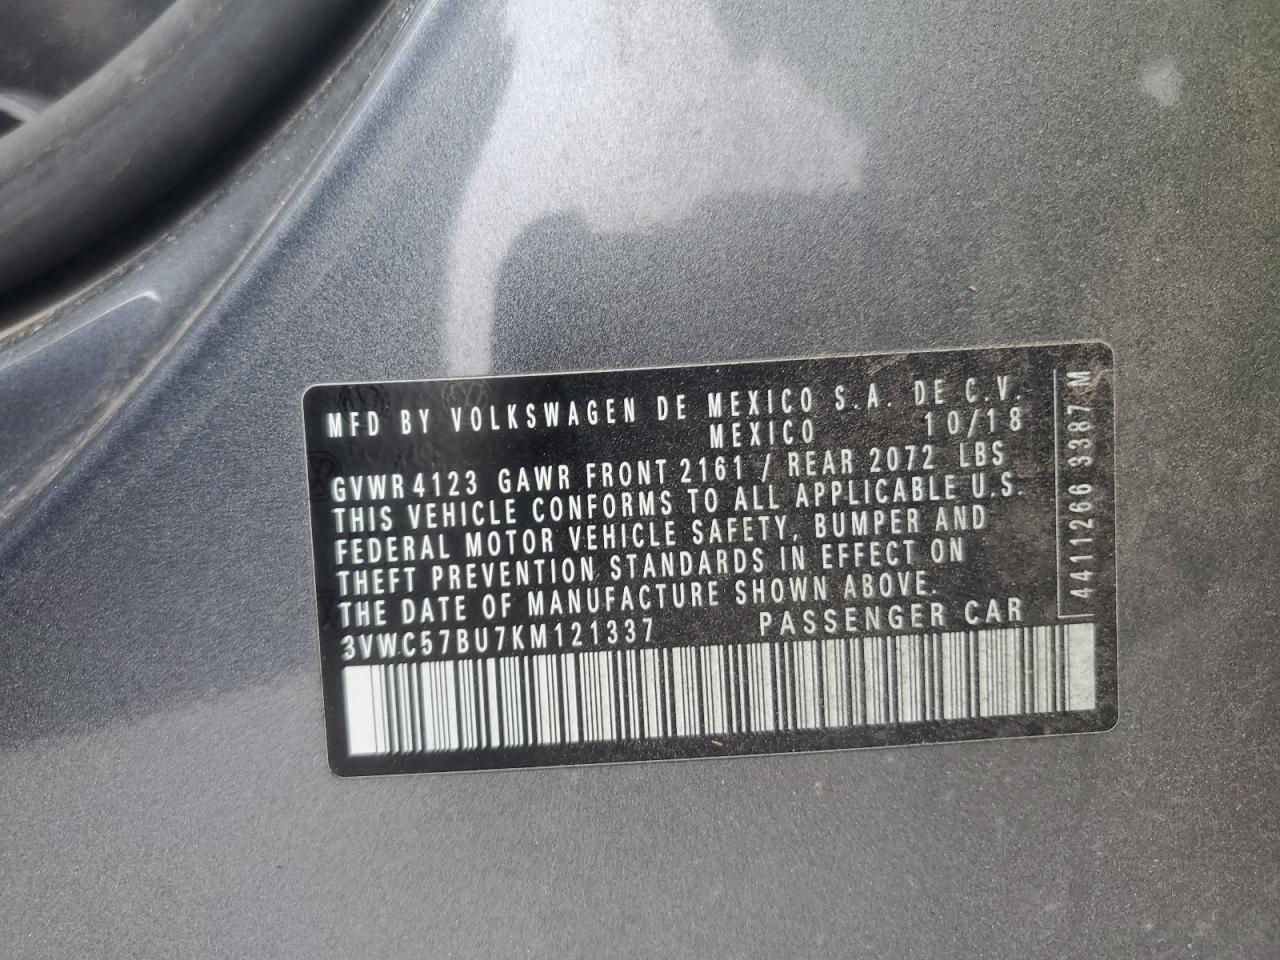 MFD BY VOLKSWAGEN DE MEXICO S.A. DE C.V.
MEXICO 10/18
GVWR 4123 GAWR FRONT 2161 / REAR 2072 LBS
THIS VEHICLE CONFORMS TO ALL APPLICABLE U.S.
FEDERAL MOTOR VEHICLE SAFETY, BUMPER AND
THEFT PREVENTION STANDARDS IN EFFECT ON
THE DATE OF MANUFACTURE SHOWN ABOVE.
3VWC57BU7KM121337 PASSENGER CAR
4411266 3387 M